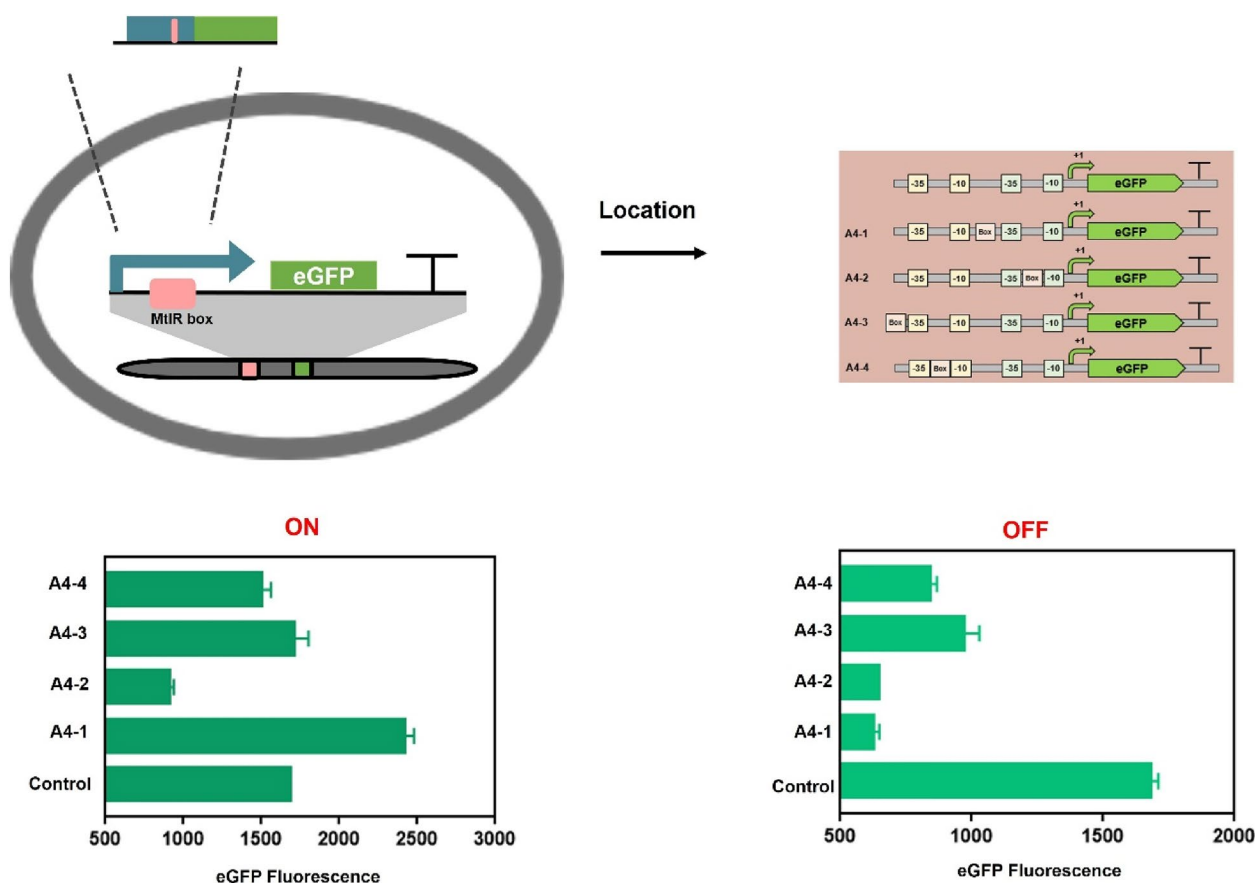 eGFP
MtlR box
Location
+1
-35 -10 -35 -10 eGFP
+1
A4-1 -35 -10 Box -35 -10 eGFP
+1
A4-2 -35 -10 -35 Box -10 eGFP
+1
A4-3 Box -35 -10 -35 -10 eGFP
+1
A4-4 -35 Box -10 -35 -10 eGFP
ON
A4-4
A4-3
A4-2
A4-1
Control
500 1000 1500 2000 2500 3000
eGFP Fluorescence
OFF
A4-4
A4-3
A4-2
A4-1
Control
500 1000 1500 2000
eGFP Fluorescence